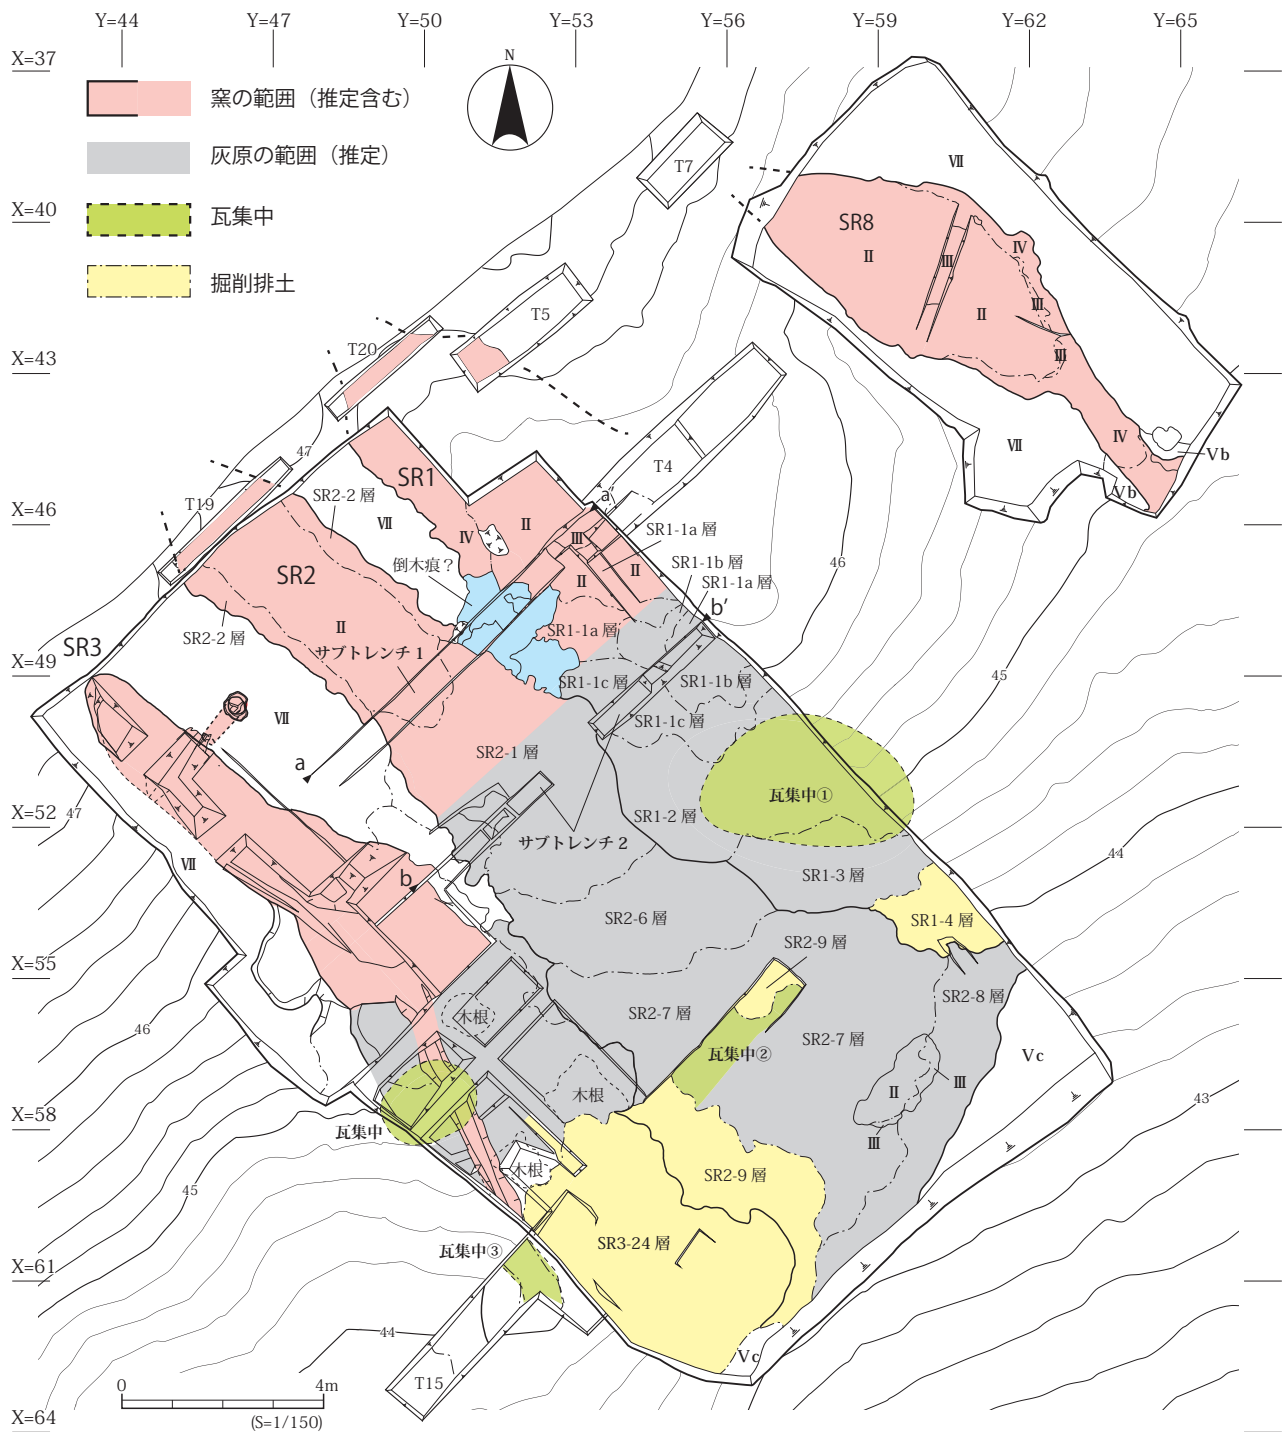 Y=44 Y=47 Y=50 Y=53 Y=56 Y=59 Y=62 Y=65
X=37
N
窯の範囲（推定含む）
灰原の範囲（推定）
瓦集中
掘削排土
T7
Ⅶ
X=40
SR8
Ⅱ
Ⅲ
Ⅳ
Ⅱ
Ⅲ
Ⅲ
T5
T20
X=43
47
T4
Ⅳ
Ⅶ
Vb
Vb
T19
SR2-2 層
SR1
Ⅶ
Ⅳ
Ⅱ
a′
Ⅲ
X=46
SR1-1a 層
SR1-1b 層
SR1-1a 層
46
倒木痕？
Ⅱ
Ⅱ
b′
SR2
SR2-2 層
Ⅱ
SR1-1a 層
SR3
サブトレンチ 1
X=49
SR1-1c 層
SR1-1b 層
45
Ⅶ
SR1-1c 層
SR2-1 層
a
瓦集中①
X=52
47
SR1-2 層
サブトレンチ 2
44
Ⅶ
b
SR1-3 層
SR2-6 層
SR1-4 層
SR2-9 層
X=55
SR2-8 層
46
木根
SR2-7 層
SR2-7 層
瓦集中②
Vc
Ⅱ
Ⅲ
木根
43
X=58
瓦集中
Ⅲ
木根
SR2-9 層
45
瓦集中③
SR3-24 層
X=61
44
Vc
T15
0 4m
(S=1/150)
X=64